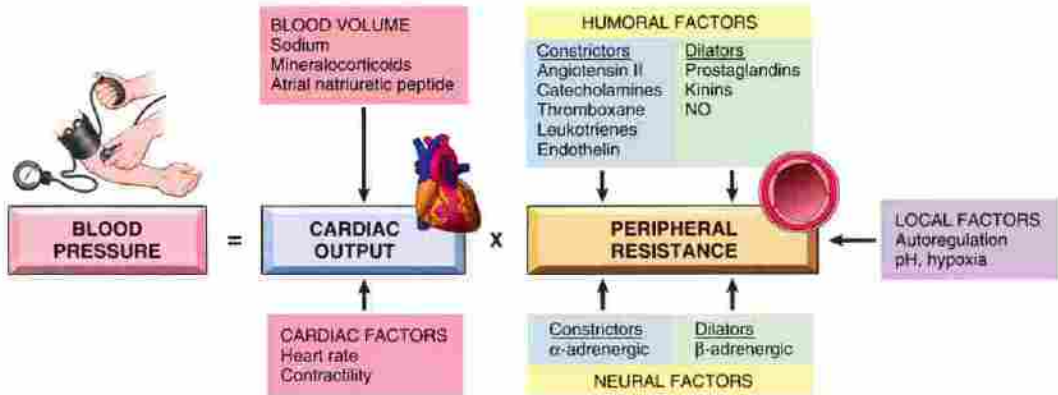 BLOOD VOLUME
Sodium
Mineralocorticoids
Atrial natriuretic peptide
HUMORAL FACTORS
Constrictors
Angiotensin II
Catecholamines
Thromboxane
Leukotrienes
Endothelin
Dilators
Prostaglandins
Kinins
NO
BLOOD
PRESSURE
=
CARDIAC
OUTPUT
x
PERIPHERAL
RESISTANCE
LOCAL FACTORS
Autoregulation
pH, hypoxia
CARDIAC FACTORS
Heart rate
Contractility
Constrictors
α-adrenergic
Dilators
β-adrenergic
NEURAL FACTORS